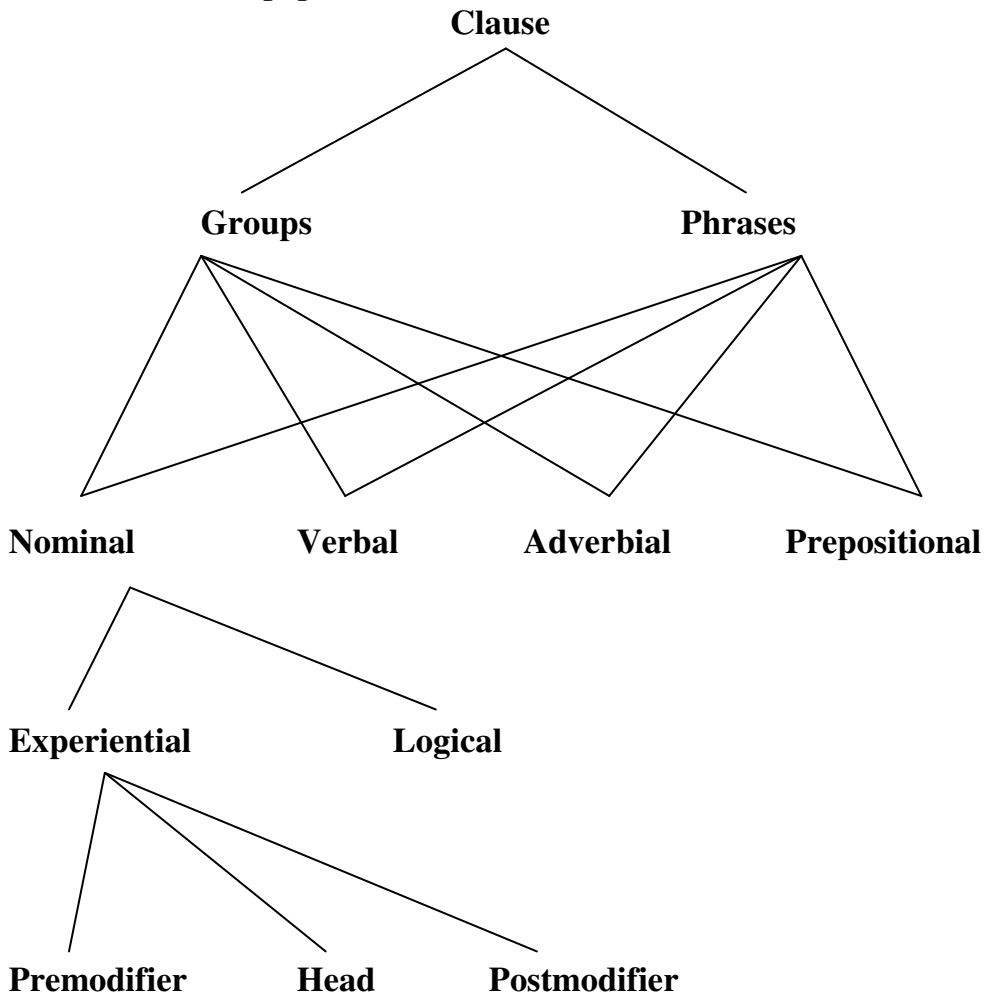 Clause
Groups Phrases
Nominal Verbal Adverbial Prepositional
Experiential Logical
Premodifier Head Postmodifier